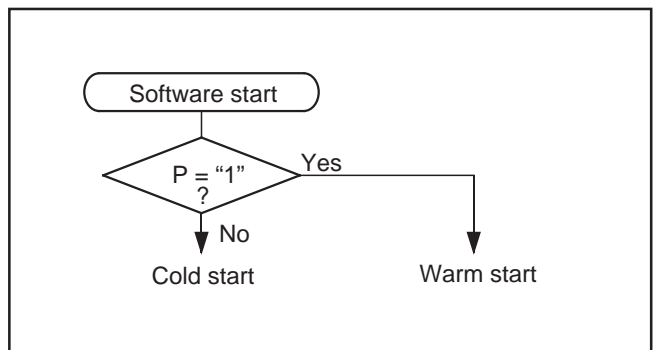 Software start
P = “1”
?
Yes
No
Cold start
Warm start